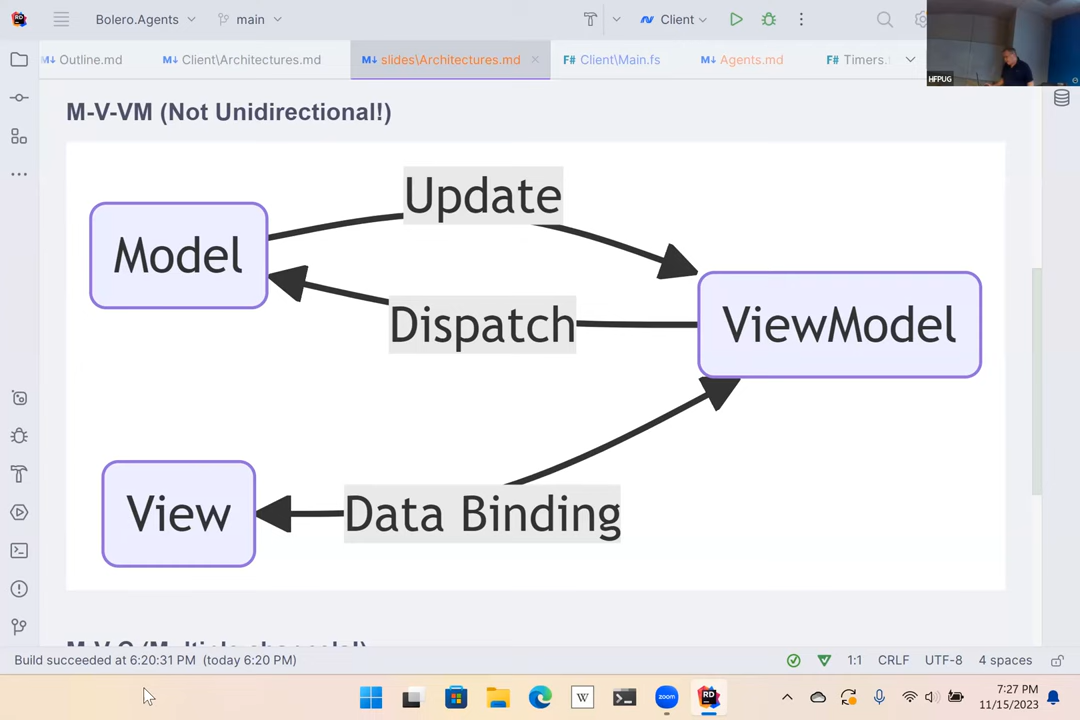 Bolero.Agents
main
Client
Outline.md
Client\Architectures.md
slides\Architectures.md
Client\Main.fs
Agents.md
Timers.
HFPUG
M-V-VM (Not Unidirectional!)
Update
Model
Dispatch
ViewModel
View
Data Binding
Build succeeded at 6:20:31 PM (today 6:20 PM)
1:1
CRLF
UTF-8
4 spaces
W
zoom
RD
7:27 PM
11/15/2023